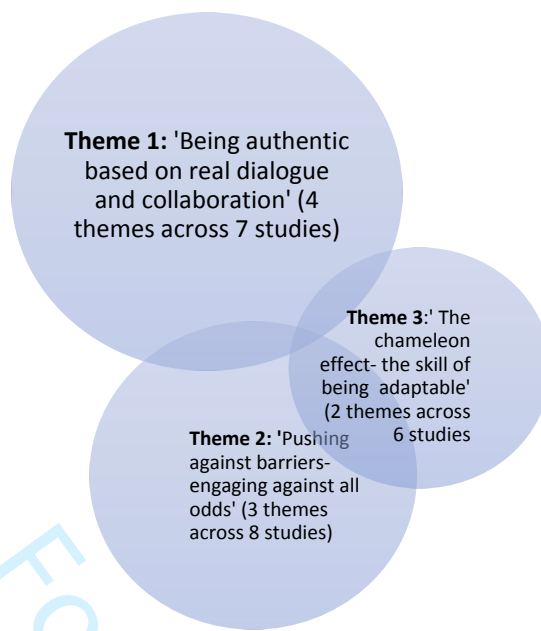 Theme 1: 'Being authentic
based on real dialogue
and collaboration' (4
themes across 7 studies)
Theme 3:' The
chameleon
effect- the skill of
being adaptable'
(2 themes across
6 studies
Theme 2: 'Pushing
against barriers-
engaging against all
odds' (3 themes
across 8 studies)
Fo